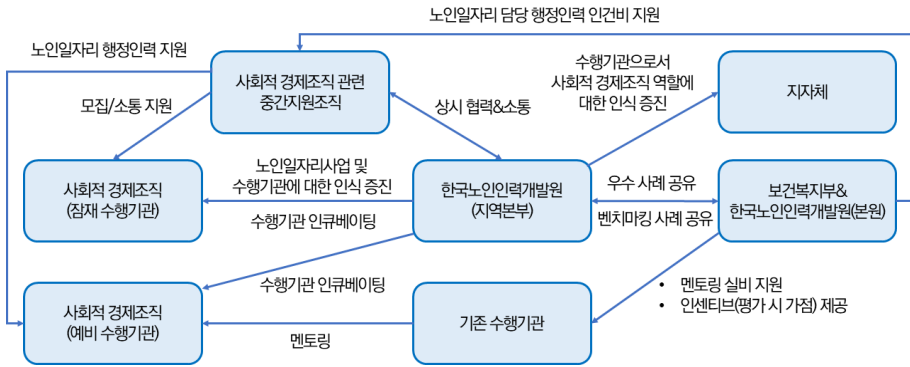 노인일자리 담당 행정인력 인건비 지원
노인일자리 행정인력 지원
사회적 경제조직 관련
중간지원조직
모집/소통 지원
상시 협력&소통
수행기관으로서
사회적 경제조직 역할에
대한 인식 증진
지자체
사회적 경제조직
(잠재 수행기관)
노인일자리사업 및
수행기관에 대한 인식 증진
수행기관 인큐베이팅
한국노인인력개발원
(지역본부)
우수 사례 공유
벤치마킹 사례 공유
보건복지부&
한국노인인력개발원(본원)
수행기관 인큐베이팅
• 멘토링 실비 지원
• 인센티브(평가 시 가점) 제공
사회적 경제조직
(예비 수행기관)
멘토링
기존 수행기관